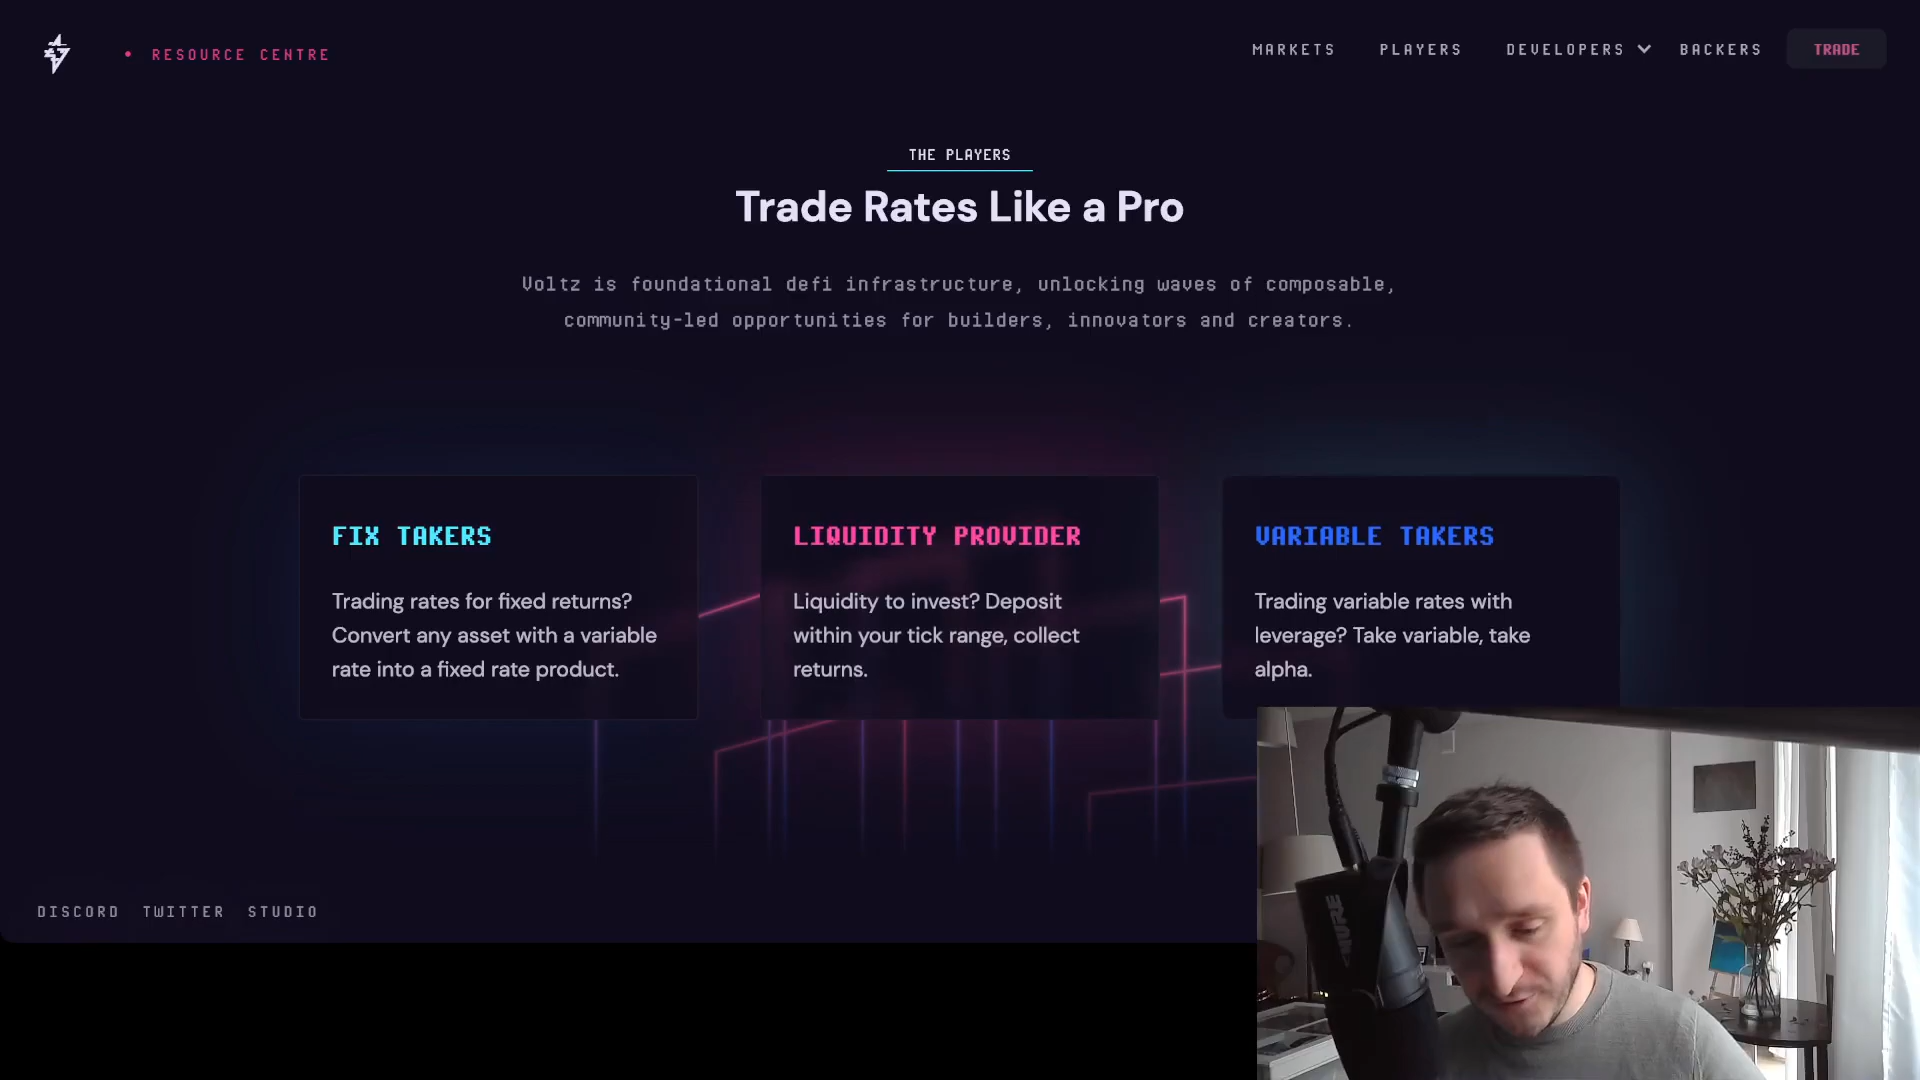 • RESOURCE CENTRE
MARKETS PLAYERS DEVELOPERS BACKERS TRADE
THE PLAYERS
Trade Rates Like a Pro
Voltz is foundational defi infrastructure, unlocking waves of composable,
community-led opportunities for builders, innovators and creators.
FIX TAKERS
Trading rates for fixed returns?
Convert any asset with a variable
rate into a fixed rate product.
LIQUIDITY PROVIDER
Liquidity to invest? Deposit
within your tick range, collect
returns.
VARIABLE TAKERS
Trading variable rates with
leverage? Take variable, take
alpha.
DISCORD TWITTER STUDIO
SHURE